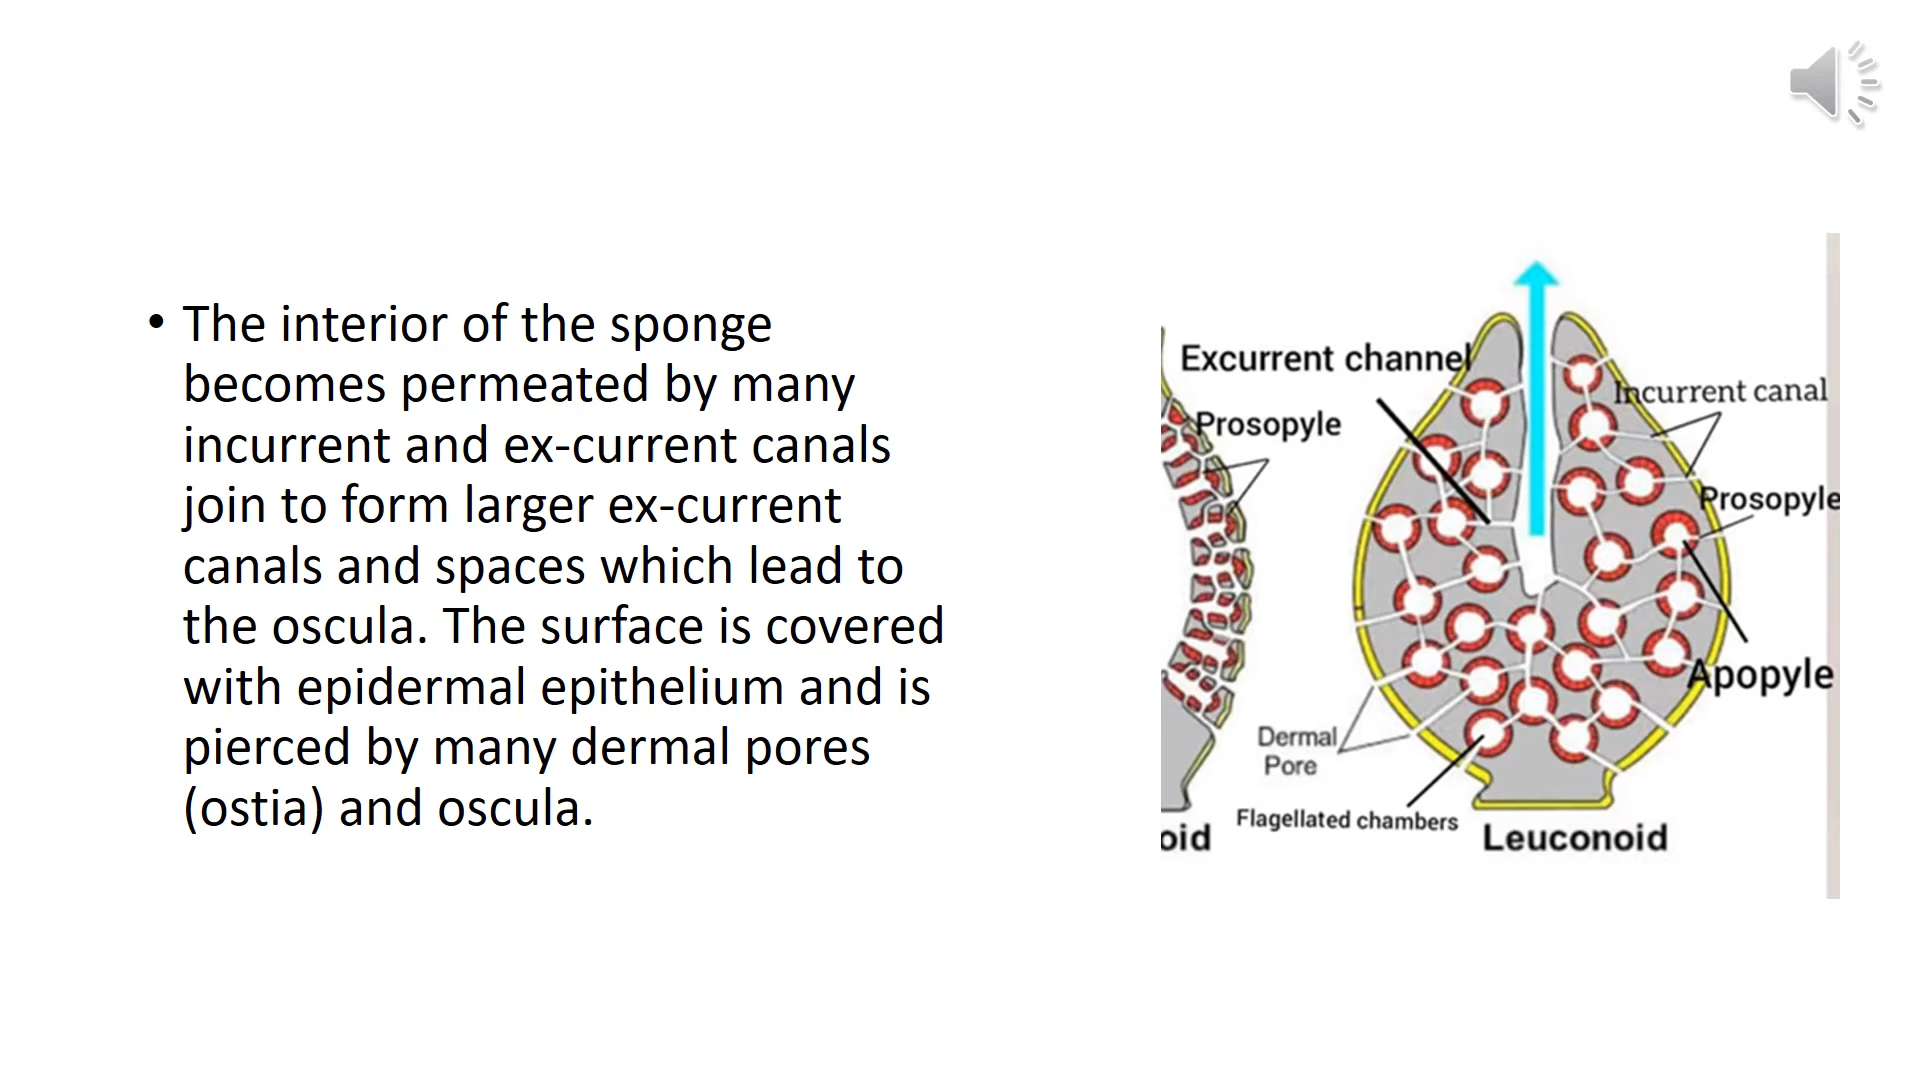 • The interior of the sponge
becomes permeated by many
incurrent and ex-current canals
join to form larger ex-current
canals and spaces which lead to
the oscula. The surface is covered
with epidermal epithelium and is
pierced by many dermal pores
(ostia) and oscula.
Excurrent channel
Incurrent canal
Prosopyle
Prosopyle
Apopyle
Dermal
Pore
Flagellated chambers
oid
Leuconoid